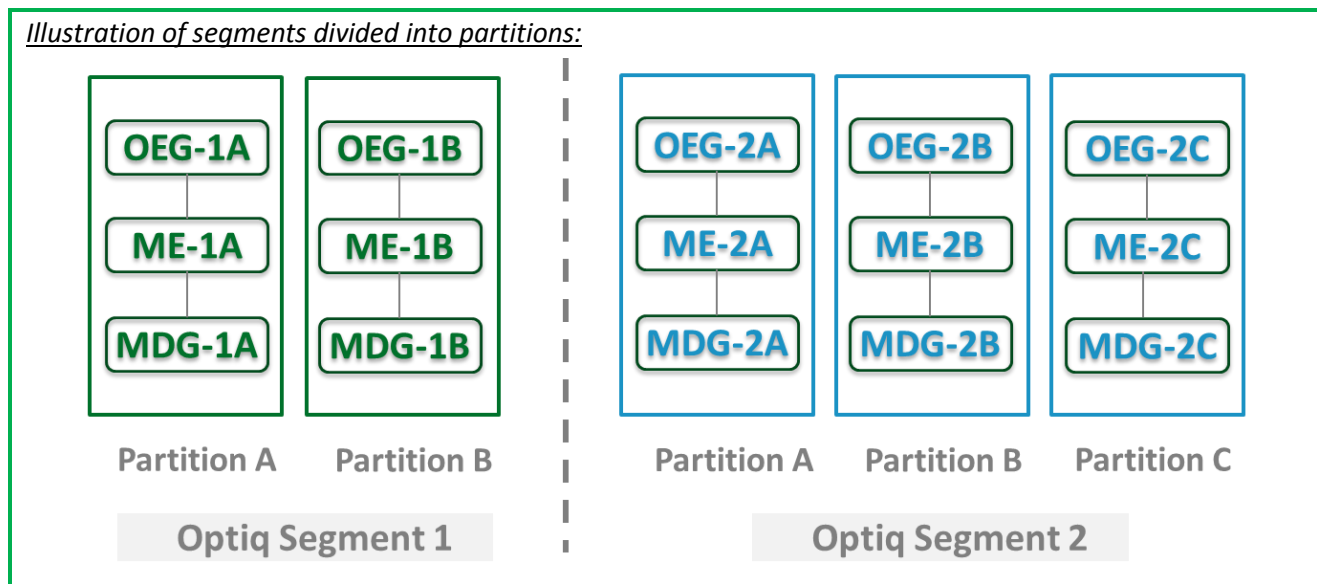 Illustration of segments divided into partitions:
OEG-1A OEG-1B OEG-2A OEG-2B OEG-2C
ME-1A ME-1B ME-2A ME-2B ME-2C
MDG-1A MDG-1B MDG-2A MDG-2B MDG-2C
Partition A Partition B Partition A Partition B Partition C
Optiq Segment 1 Optiq Segment 2